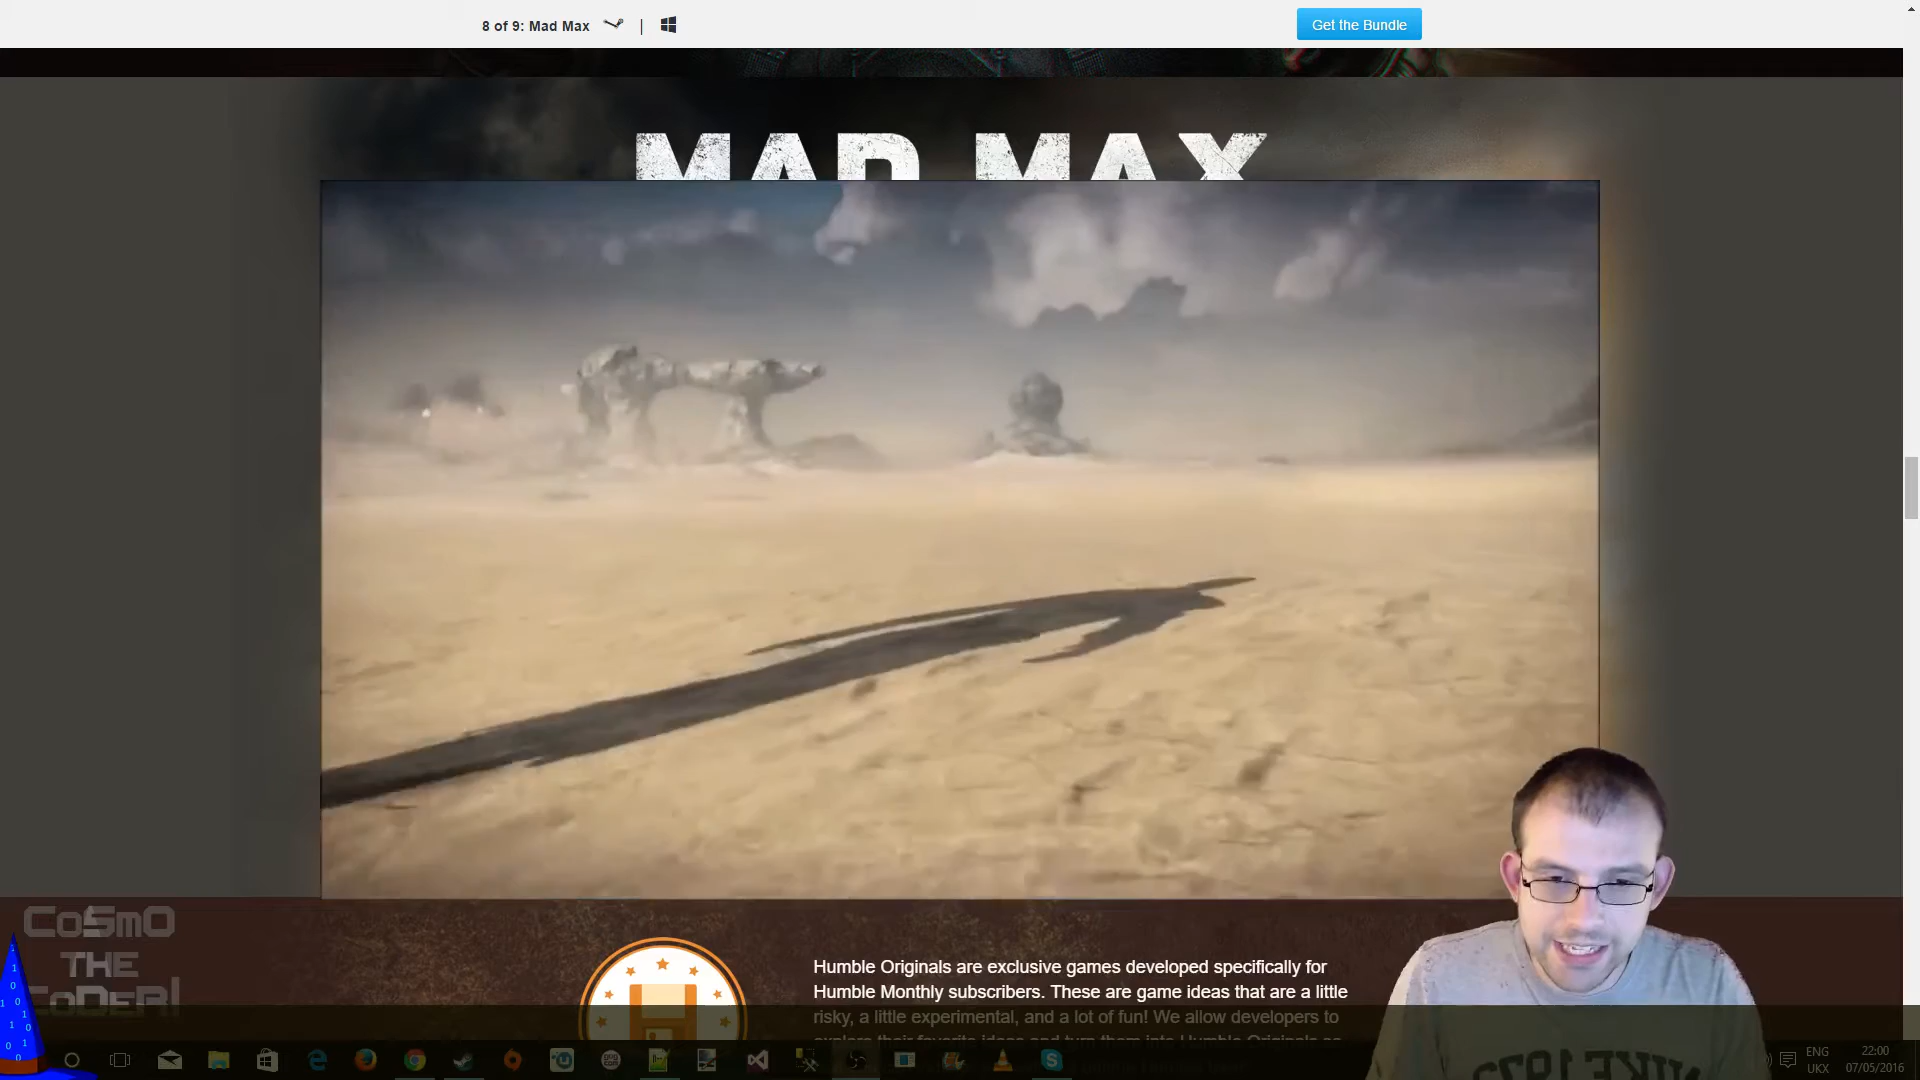 8 of 9: Mad Max
Get the Bundle
MAD MAX
Humble Originals are exclusive games developed specifically for
Humble Monthly subscribers. These are game ideas that are a little
risky, a little experimental, and a lot of fun! We allow developers to
COSMO
THE
CODER!
NIKE
ENG
UKX
22:00
07/05/2016